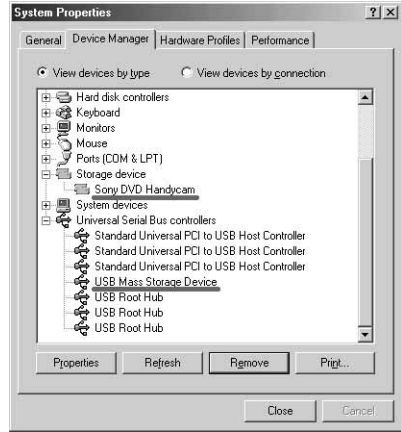 System Properties
General Device Manager Hardware Profiles Performance
View devices by type View devices by connection
Hard disk controllers
Keyboard
Monitors
Mouse
Ports (COM & LPT)
Storage device
Sony DVD Handycam
System devices
Universal Serial Bus controllers
Standard Universal PCI to USB Host Controller
Standard Universal PCI to USB Host Controller
Standard Universal PCI to USB Host Controller
USB Mass Storage Device
USB Root Hub
USB Root Hub
USB Root Hub
Properties Refresh Remove Print...
Close Cancel